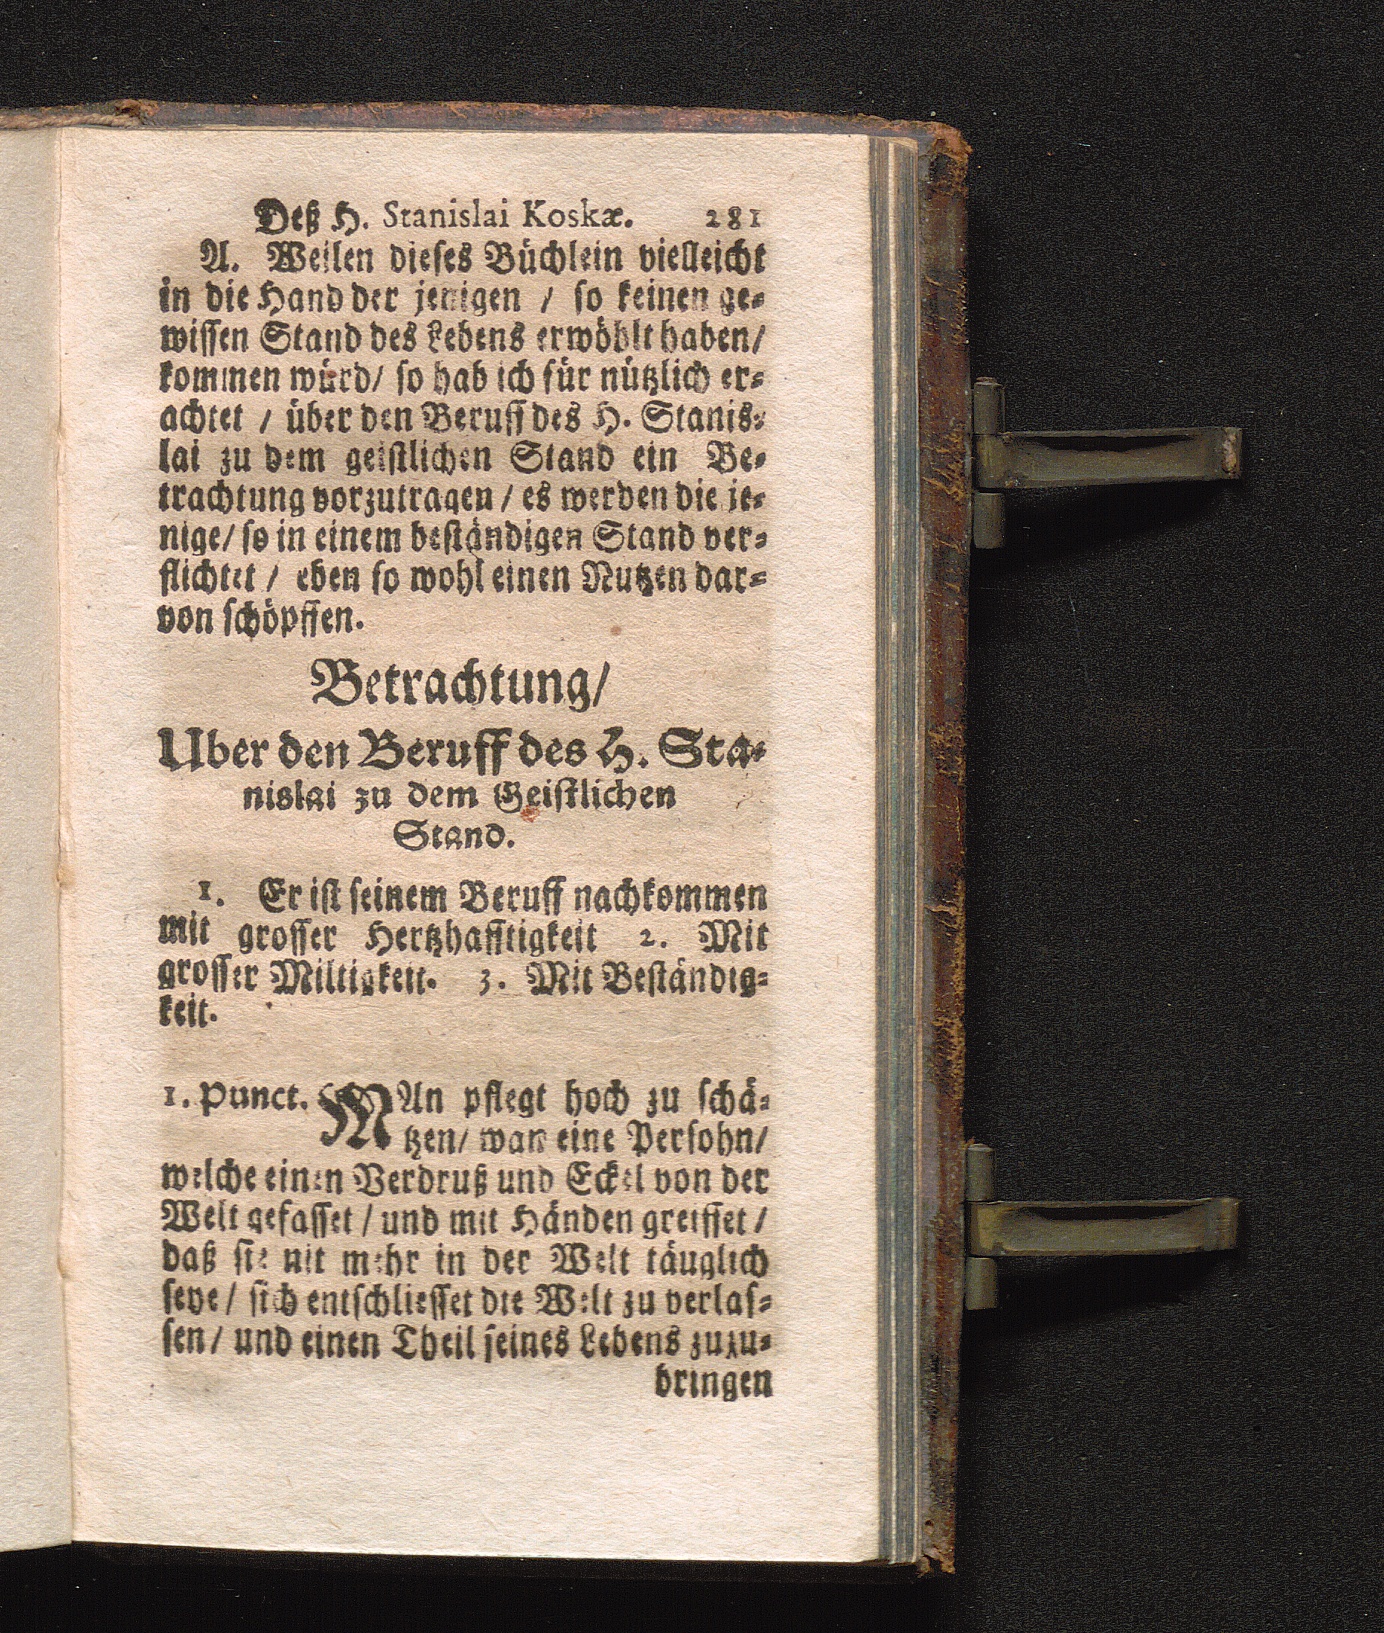 Deß H. Stanislai Koskæ. 281
A. Weilen dieses Büchlein vielleicht
in die Hand der jenigen / so keinen ge-
wissen Stand des Lebens erwöhlt haben/
kommen würd/ so hab ich für nützlich er-
achtet / über den Beruff des H. Stanis-
lai zu dem geistlichen Stand ein Be-
trachtung vorzutragen / es werden die je-
nige/ so in einem beständigen Stand ver-
flichtet / eben so wohl einen Nutzen dar-
von schöpffen.
Betrachtung/
Uber den Beruff des H. Sta-
nislai zu dem Geistlichen
Stand.
1. Er ist seinem Beruff nachkommen
mit grosser Hertzhafftigkeit 2. Mit
grosser Miltigkeit. 3. Mit Beständig-
keit.
1. Punct. MAn pflegt hoch zu schä-
tzen/ wan eine Persohn/
welche einen Verdruß und Eckel von der
Welt gefasset / und mit Händen greiffet /
daß sie nit mehr in der Welt täuglich
seye / sich entschliesset die Welt zu verlas-
sen / und einen Theil seines Lebens zuzu-
bringen